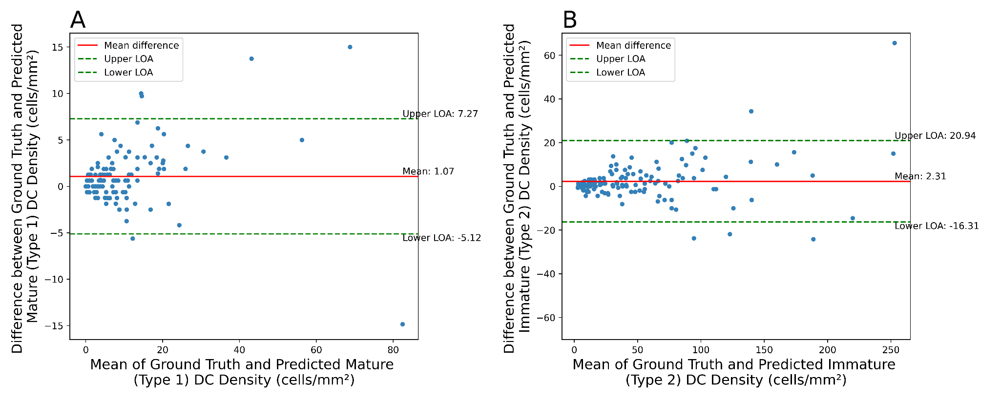 A
Difference between Ground Truth and Predicted
Mature (Type 1) DC Density (cells/mm²)
Mean difference
Upper LOA
Lower LOA
15
10
5
0
−5
−10
−15
Upper LOA: 7.27
Mean: 1.07
Lower LOA: -5.12
0
20
40
60
80
Mean of Ground Truth and Predicted Mature
(Type 1) DC Density (cells/mm²)
B
Difference between Ground Truth and Predicted
Immature (Type 2) DC Density (cells/mm²)
Mean difference
Upper LOA
Lower LOA
60
40
20
0
−20
−40
−60
Upper LOA: 20.94
Mean: 2.31
Lower LOA: -16.31
0
50
100
150
200
250
Mean of Ground Truth and Predicted Immature
(Type 2) DC Density (cells/mm²)